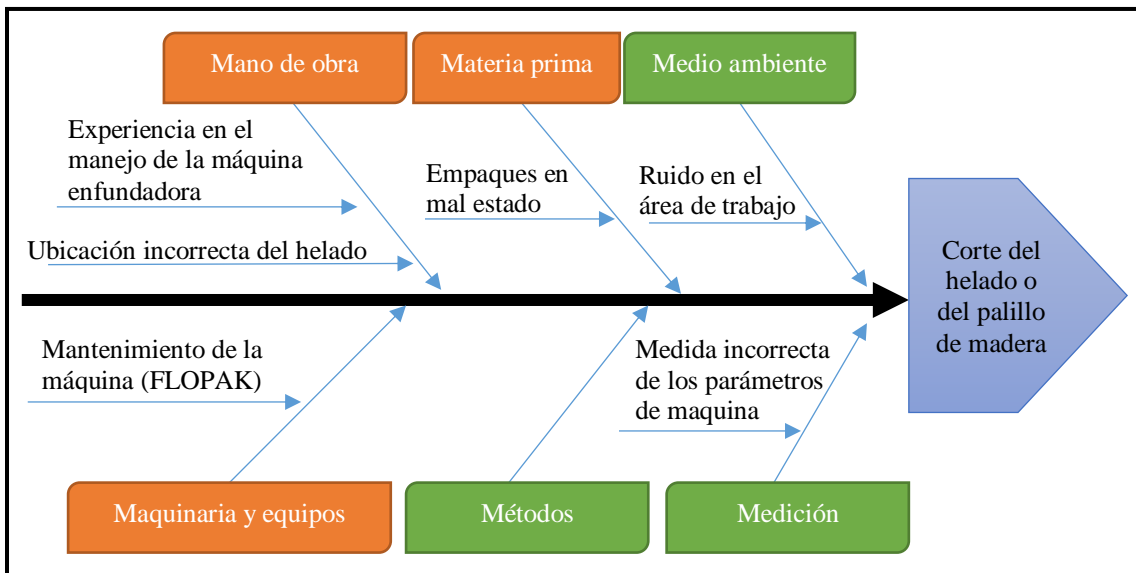 Mano de obra
Materia prima
Medio ambiente
Experiencia en el
manejo de la máquina
enfundadora
Empaques en
mal estado
Ruido en el
área de trabajo
Ubicación incorrecta del helado
Corte del
helado o
del palillo
de madera
Mantenimiento de la
máquina (FLOPAK)
Medida incorrecta
de los parámetros
de maquina
Maquinaria y equipos
Métodos
Medición